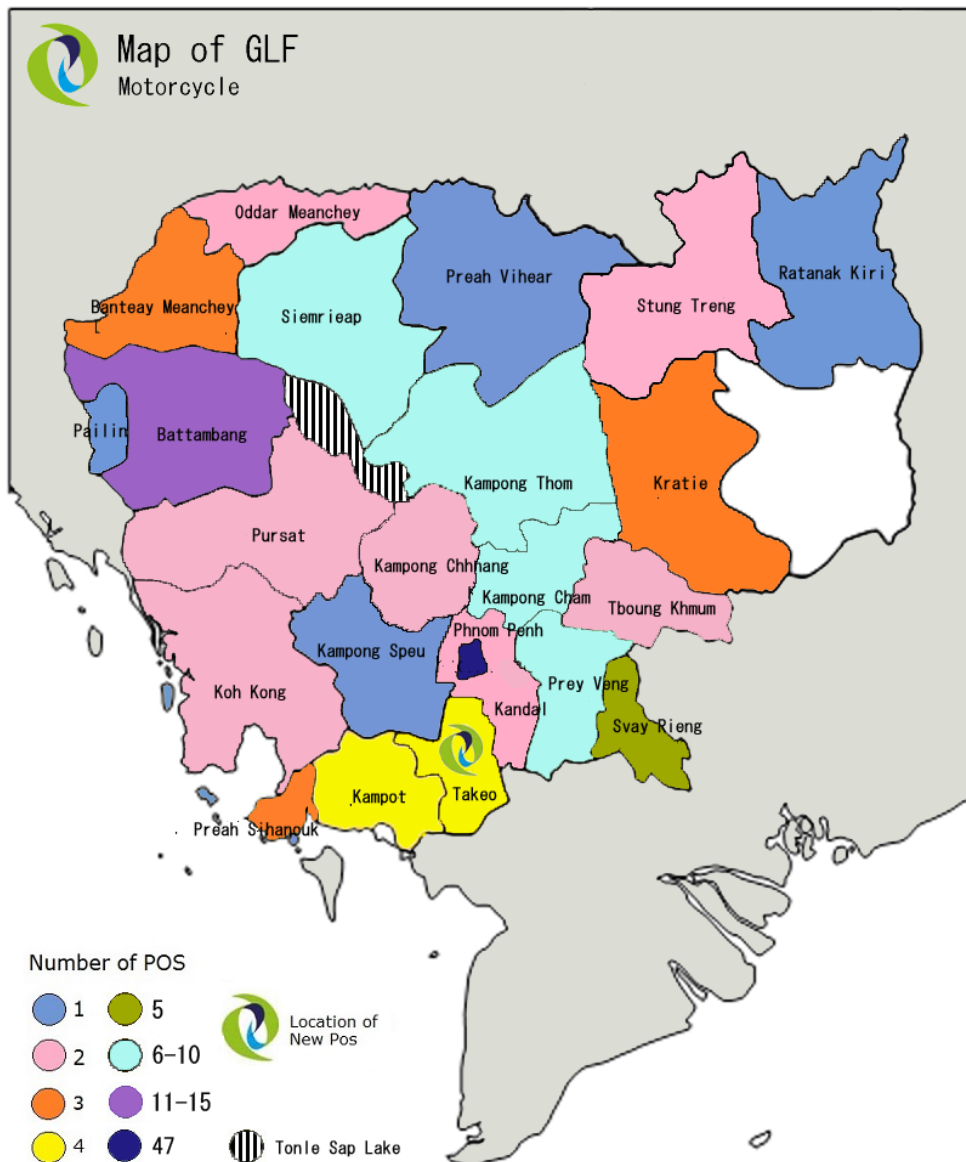 Map of GLF
Motorcycle
Oddar Meanchey
Preah Vihear
Ratanak Kiri
Banteay Meanchey
Siemrieap
Stung Treng
Pailin
Battambang
Kampong Thom
Kratie
Pursat
Kampong Chhnang
Kampong Cham
Tboung Khmum
Phnom Penh
Kampong Speu
Prey Veng
Koh Kong
Kandal
Svay Rieng
Kampot
Takeo
Preah Sihanouk
Number of POS
1
5
Location of
New Pos
2
6-10
3
11-15
4
47
Tonle Sap Lake